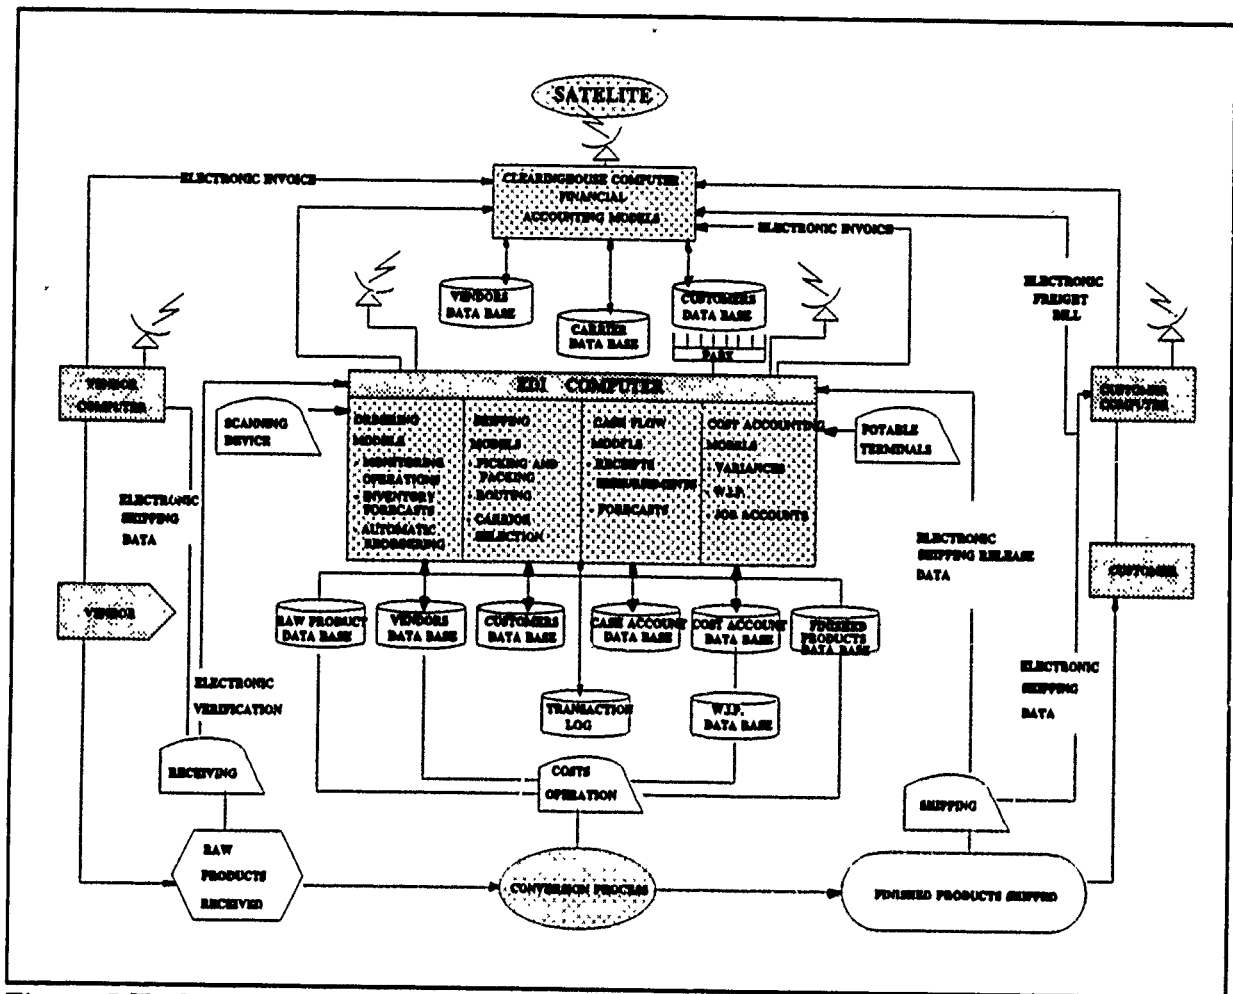 SATELITE
CLEARINGHOUSE COMPUTER
FINANCIAL
ACCOUNTING MODELS
ELECTRONIC INVOICE
ELECTRONIC INVOICE
VENDORS
DATA BASE
CARRIER
DATA BASE
CUSTOMERS
DATA BASE
PART
ELECTRONIC
FREIGHT
BILL
VENDOR
COMPUTER
EDI COMPUTER
CUSTOMER
COMPUTER
SCANNING
DEVICE
ORDERING
MODELS
MONITORING
OPERATIONS
INVENTORY
FORECASTS
AUTOMATIC
REORDERING
SHIPPING
MODELS
PICKING AND
PACKING
ROUTING
SELECTION
CASH FLOW
MODELS
RECEIPTS
FORECASTS
COST ACCOUNTING
MODELS
VARIANCES
W.I.P.
JOB ACCOUNTS
POTABLE
TERMINALS
ELECTRONIC
SHIPPING
DATA
ELECTRONIC
SHIPPING RELEASE
DATA
VENDOR
CUSTOMER
RAW PRODUCT
DATA BASE
VENDORS
DATA BASE
CUSTOMERS
DATA BASE
CASH ACCOUNT
DATA BASE
COST ACCOUNT
DATA BASE
FINISHED
PRODUCTS
DATA BASE
ELECTRONIC
VERIFICATION
ELECTRONIC
SHIPPING
DATA
TRANSACTION
LOG
W.I.P.
DATA BASE
RECEIVING
COSTS
OPERATION
SHIPPING
RAW
PRODUCTS
RECEIVED
CONVERSION PROCESS
FINISHED PRODUCTS SHIPPED